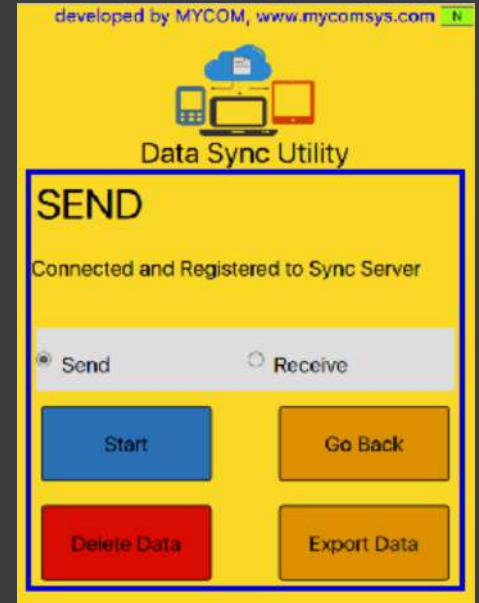 developed by MYCOM, www.mycomsys.com N
Data Sync Utility
SEND
Connected and Registered to Sync Server
Send Receive
Start Go Back
Delete Data Export Data